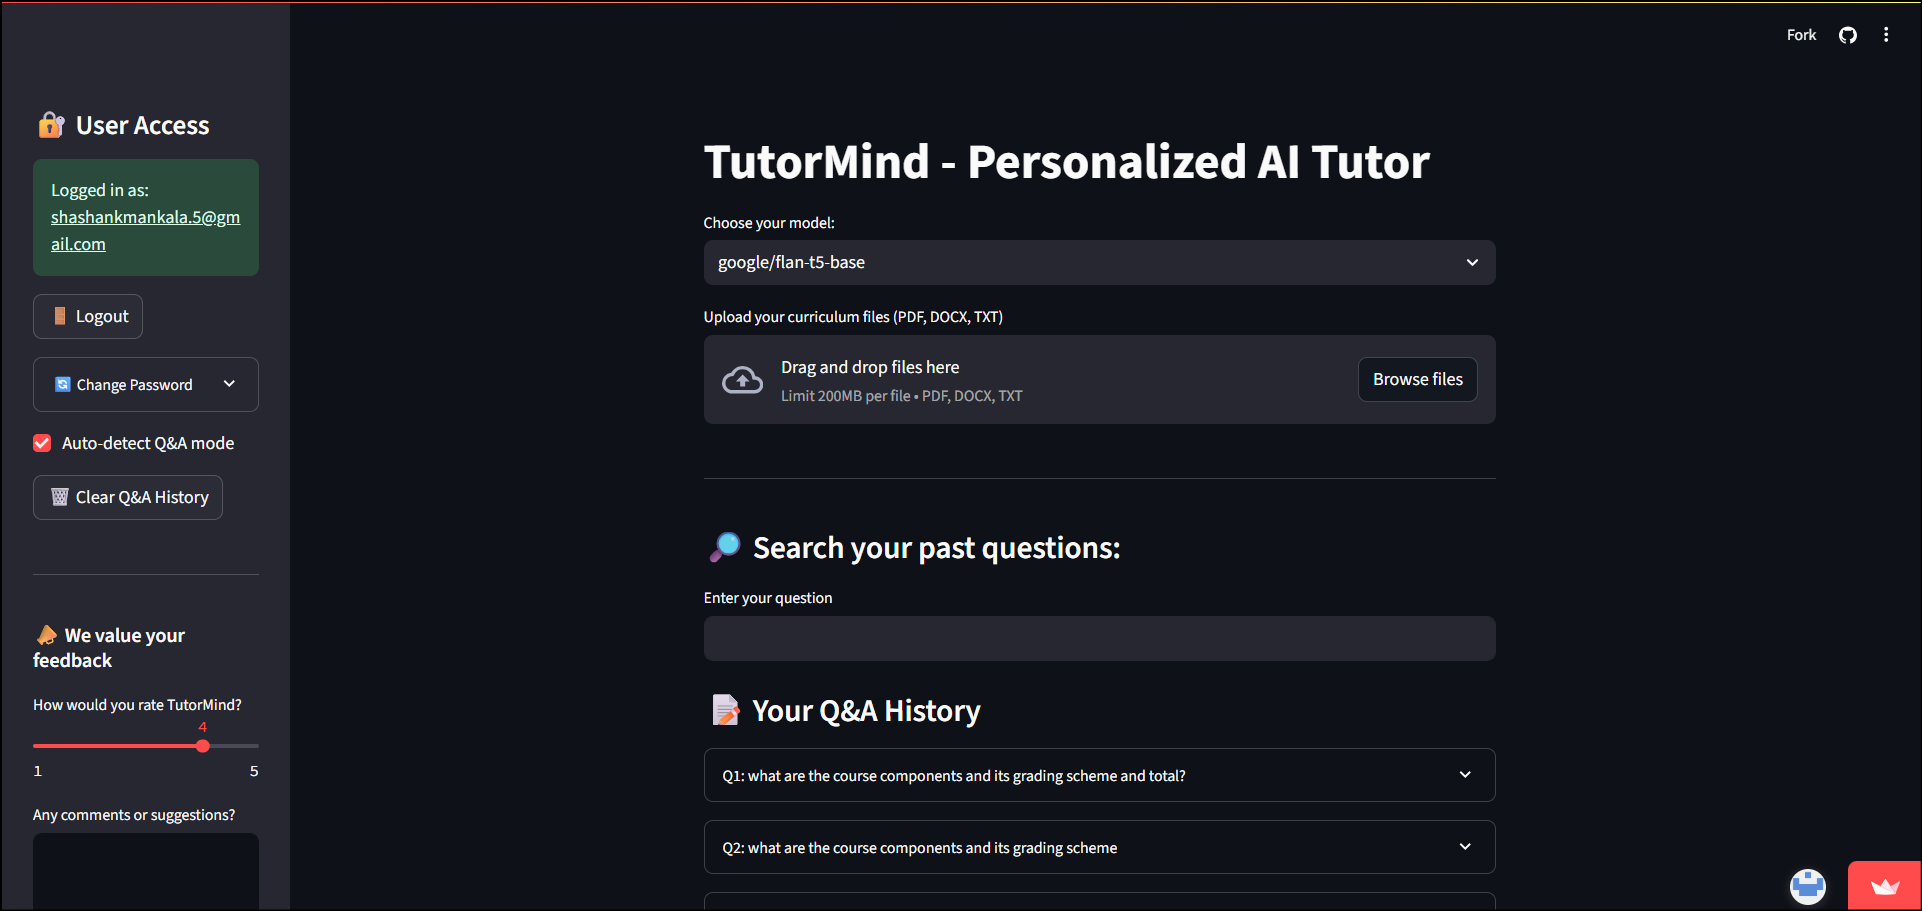 Fork
User Access
Logged in as:
shashankmankala.5@gm
ail.com
Logout
Change Password
Auto-detect Q&A mode
Clear Q&A History
We value your
feedback
How would you rate TutorMind?
4
1 5
Any comments or suggestions?
TutorMind - Personalized AI Tutor
Choose your model:
google/flan-t5-base
Upload your curriculum files (PDF, DOCX, TXT)
Drag and drop files here
Limit 200MB per file • PDF, DOCX, TXT
Browse files
Search your past questions:
Enter your question
Your Q&A History
Q1: what are the course components and its grading scheme and total?
Q2: what are the course components and its grading scheme